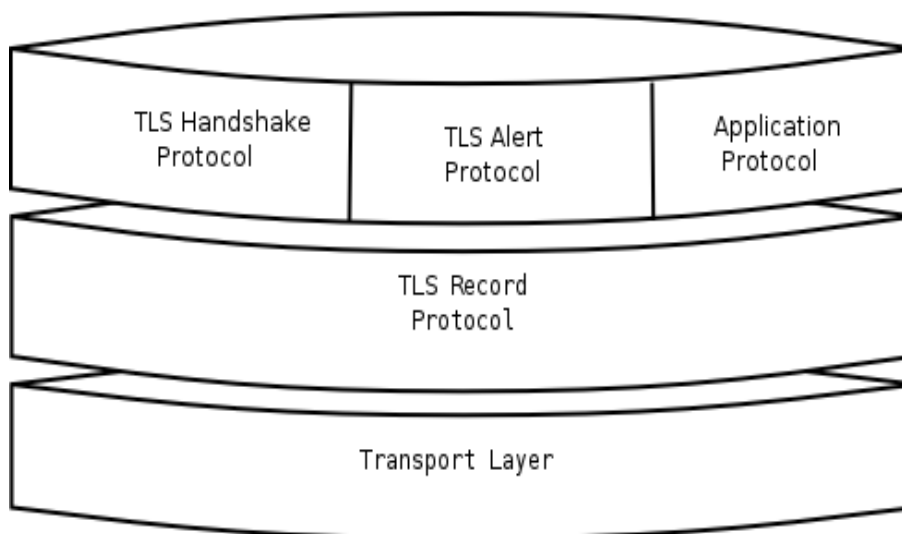 TLS Handshake
Protocol
TLS Alert
Protocol
Application
Protocol
TLS Record
Protocol
Transport Layer